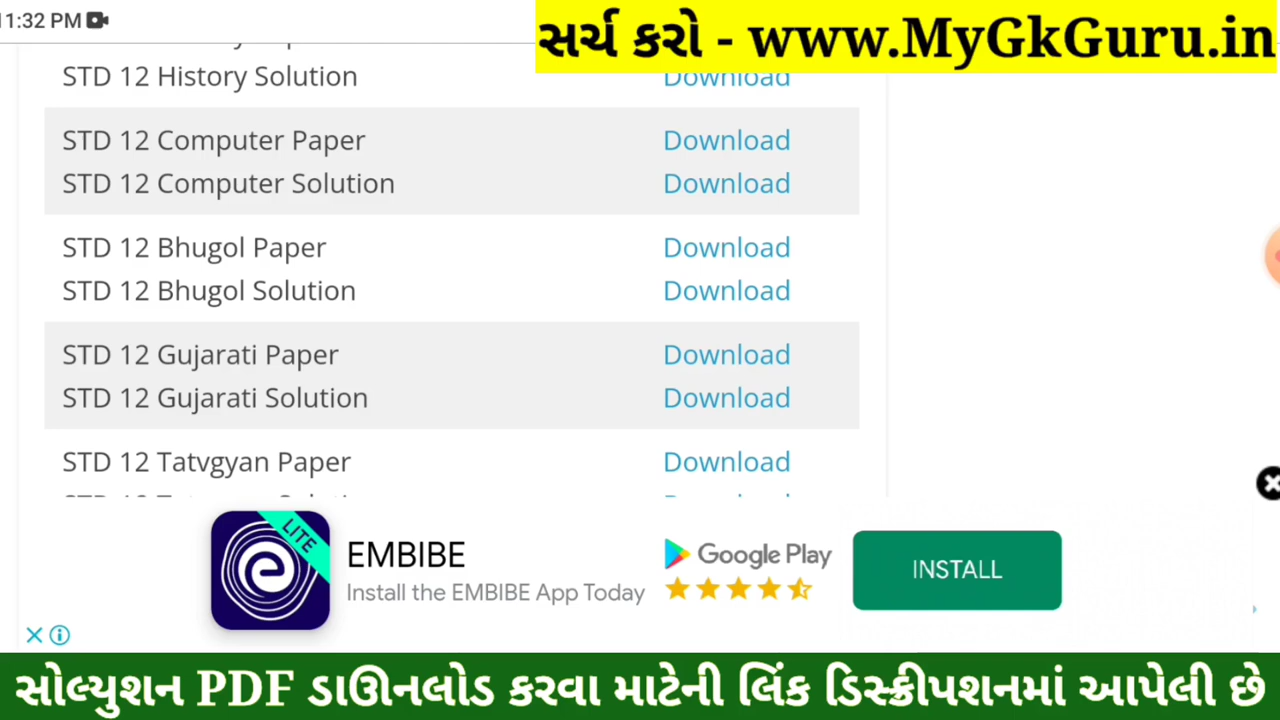 11:32 PM
સર્ચ કરો - www.MyGkGuru.in
STD 12 History Solution Download
STD 12 Computer Paper Download
STD 12 Computer Solution Download
STD 12 Bhugol Paper Download
STD 12 Bhugol Solution Download
STD 12 Gujarati Paper Download
STD 12 Gujarati Solution Download
STD 12 Tatvgyan Paper Download
LITE
EMBIBE
Install the EMBIBE App Today
Google Play
INSTALL
સોલ્યુશન PDF ડાઊનલોડ કરવા માટેની લિંક ડિસ્ક્રીપશનમાં આપેલી છે